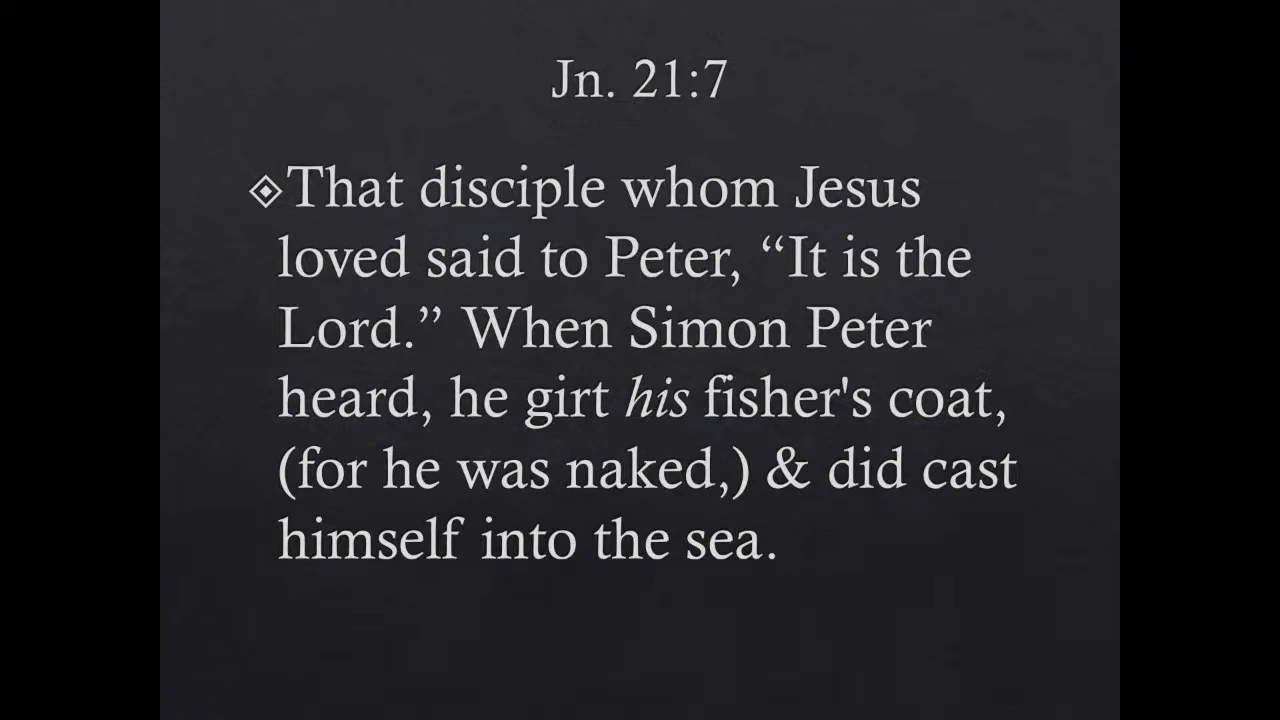 Jn. 21:7
That disciple whom Jesus
loved said to Peter, “It is the
Lord.” When Simon Peter
heard, he girt his fisher's coat,
(for he was naked,) & did cast
himself into the sea.